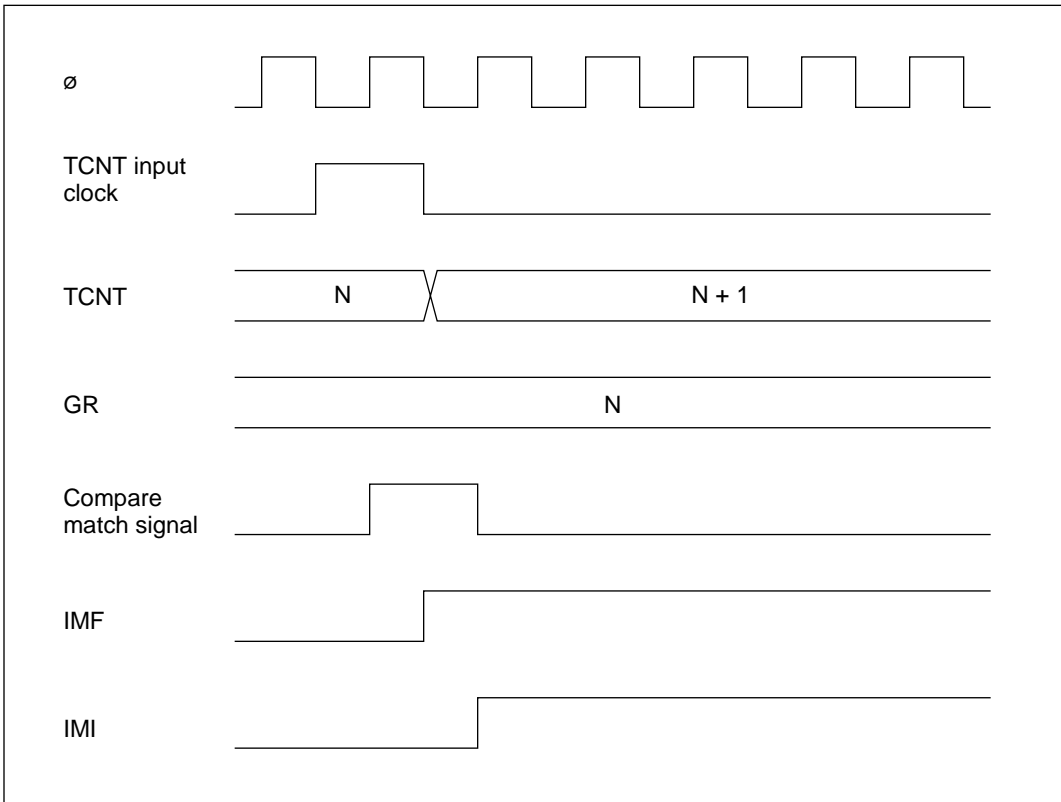 ø
TCNT input
clock
TCNT
N
N + 1
GR
N
Compare
match signal
IMF
IMI